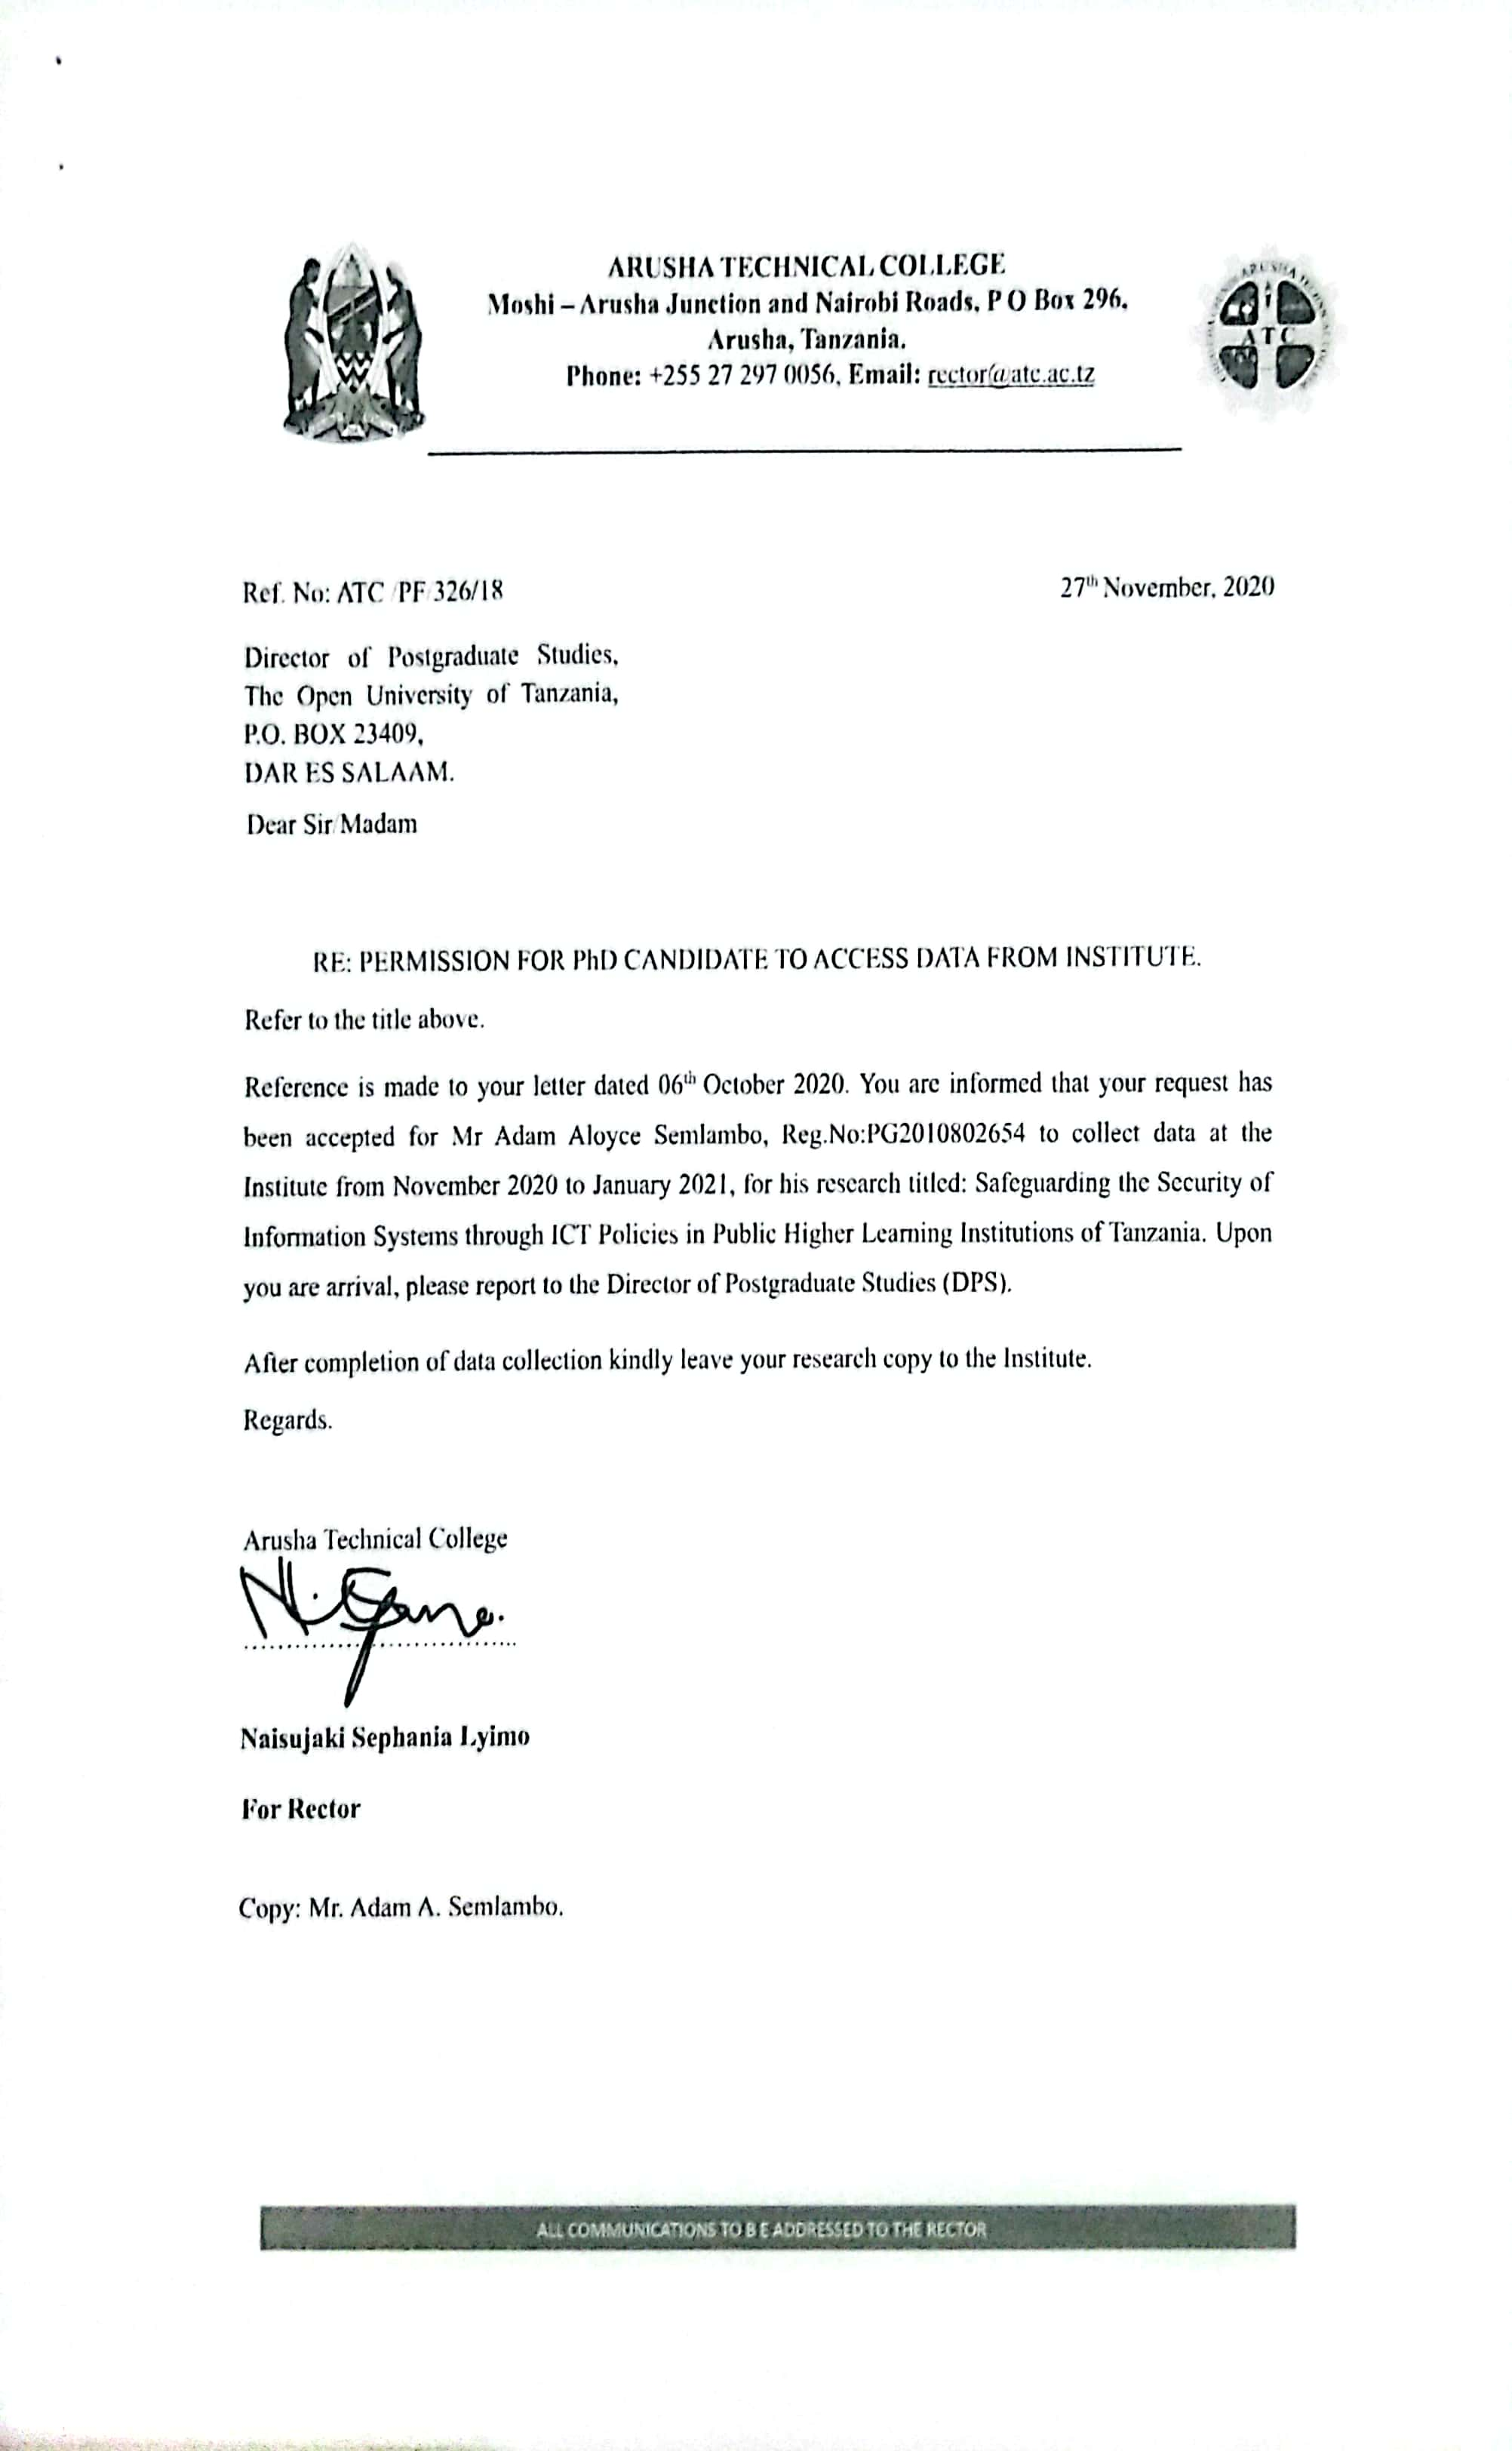 ARUSHA TECHNICAL COLLEGE
Moshi – Arusha Junction and Nairobi Roads, P O Box 296,
Arusha, Tanzania.
Phone: +255 27 297 0056, Email: rector@atc.ac.tz
ATC
Ref. No: ATC/PF/326/18
27th November, 2020
Director of Postgraduate Studies,
The Open University of Tanzania,
P.O. BOX 23409,
DAR ES SALAAM.
Dear Sir/Madam
RE: PERMISSION FOR PhD CANDIDATE TO ACCESS DATA FROM INSTITUTE.
Refer to the title above.
Reference is made to your letter dated 06th October 2020. You are informed that your request has
been accepted for Mr Adam Aloyce Semlambo, Reg.No:PG2010802654 to collect data at the
Institute from November 2020 to January 2021, for his research titled: Safeguarding the Security of
Information Systems through ICT Policies in Public Higher Learning Institutions of Tanzania. Upon
you are arrival, please report to the Director of Postgraduate Studies (DPS).
After completion of data collection kindly leave your research copy to the Institute.
Regards.
Arusha Technical College
Naisujaki Sephania Lyimo
For Rector
Copy: Mr. Adam A. Semlambo.
ALL COMMUNICATIONS TO B E ADDRESSED TO THE RECTOR